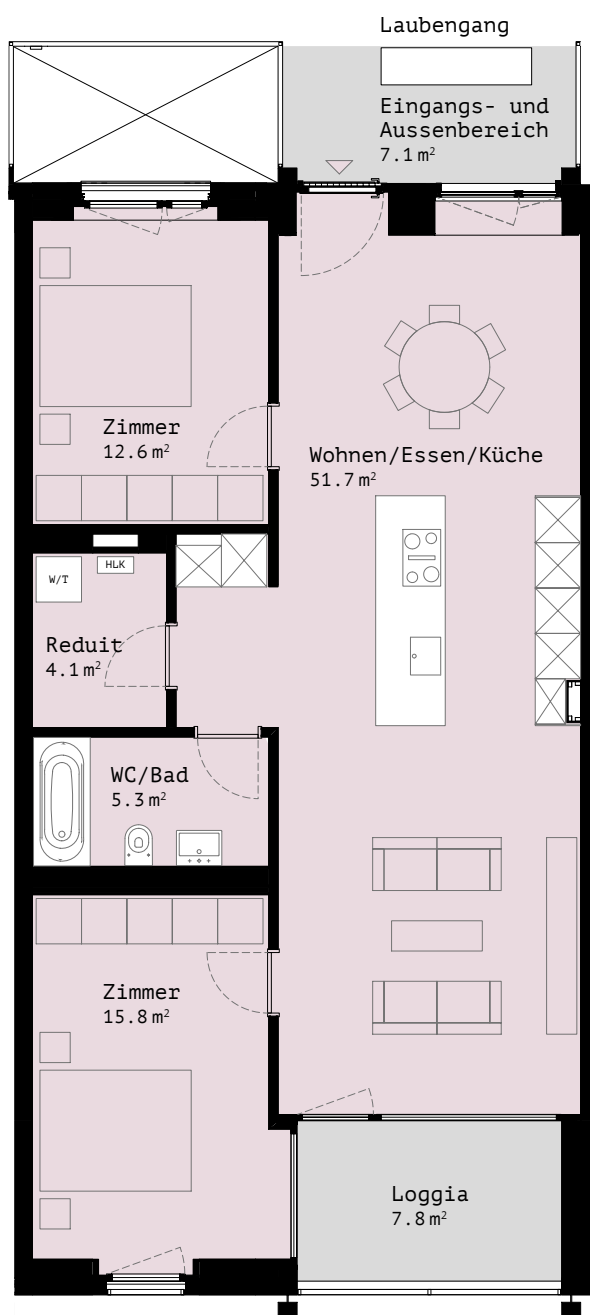 Laubengang
Eingangs- und
Aussenbereich
7.1 m²
Zimmer
12.6 m²
Wohnen/Essen/Küche
51.7 m²
HLK
W/T
Reduit
4.1 m²
WC/Bad
5.3 m²
Zimmer
15.8 m²
Loggia
7.8 m²